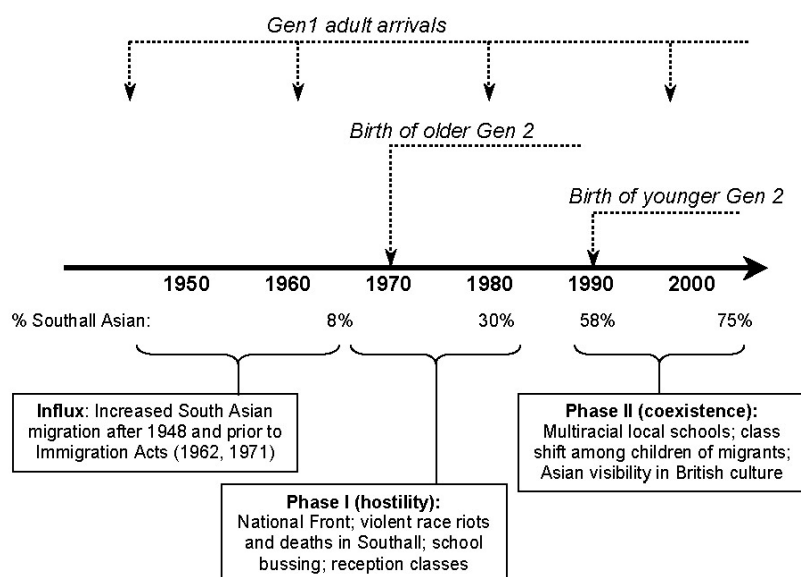 Gen1 adult arrivals
Birth of older Gen 2
Birth of younger Gen 2
1950 1960 1970 1980 1990 2000
% Southall Asian: 8% 30% 58% 75%
Influx: Increased South Asian
migration after 1948 and prior to
Immigration Acts (1962, 1971)
Phase I (hostility):
National Front; violent race riots
and deaths in Southall; school
bussing; reception classes
Phase II (coexistence):
Multiracial local schools; class
shift among children of migrants;
Asian visibility in British culture